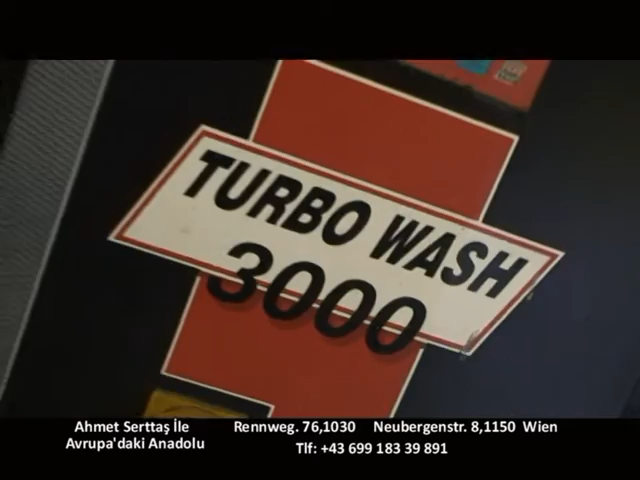 TURBO WASH
3000
Ahmet Serttaş İle
Avrupa'daki Anadolu
Rennweg. 76,1030 Neubergenstr. 8,1150 Wien
Tlf: +43 699 183 39 891